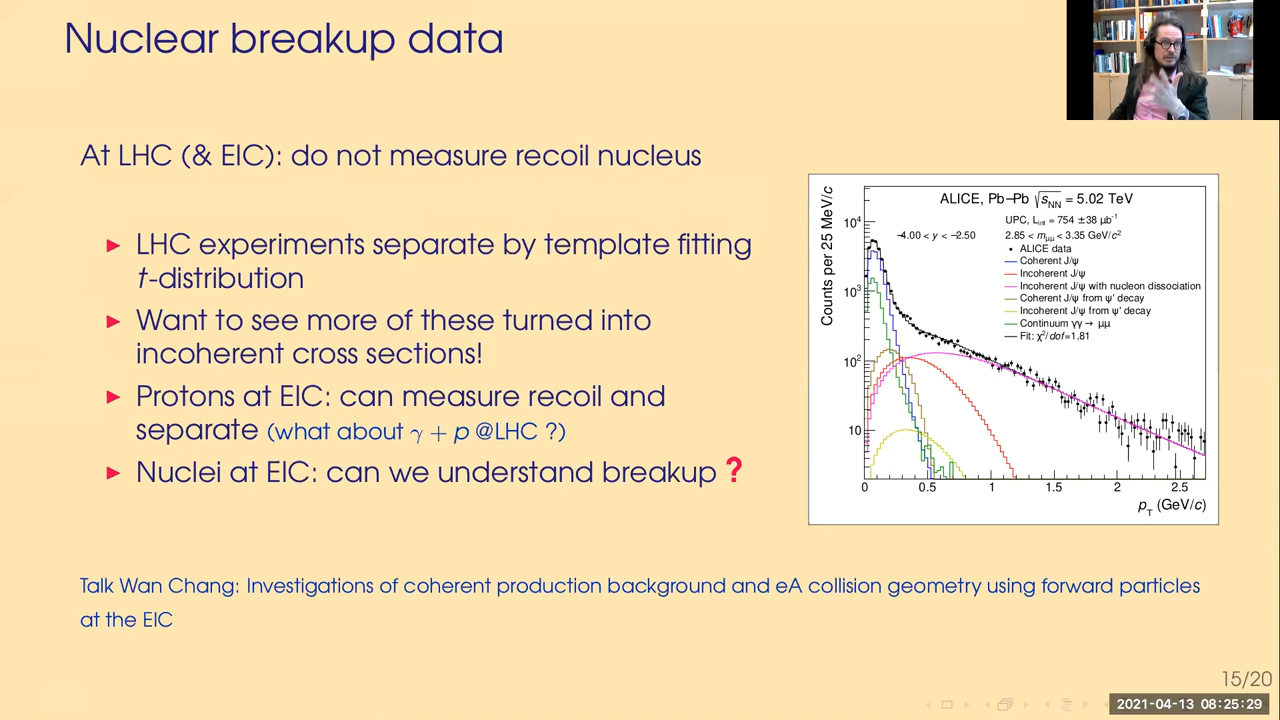 Nuclear breakup data
At LHC (& EIC): do not measure recoil nucleus
► LHC experiments separate by template fitting
t-distribution
► Want to see more of these turned into
incoherent cross sections!
► Protons at EIC: can measure recoil and
separate (what about γ + p @LHC ?)
► Nuclei at EIC: can we understand breakup ?
ALICE, Pb−Pb √sNN = 5.02 TeV
UPC, Lint = 754 ±38 μb-1
−4.00 < y < −2.50
2.85 < mμμ < 3.35 GeV/c2
ALICE data
Coherent J/ψ
Incoherent J/ψ
Incoherent J/ψ with nucleon dissociation
Coherent J/ψ from ψ' decay
Incoherent J/ψ from ψ' decay
Continuum γγ → μμ
Fit: χ2/dof=1.81
Counts per 25 MeV/c
104
103
102
10
0 0.5 1 1.5 2 2.5
pT (GeV/c)
Talk Wan Chang: Investigations of coherent production background and eA collision geometry using forward particles
at the EIC
15/20
2021-04-13 08:25:29